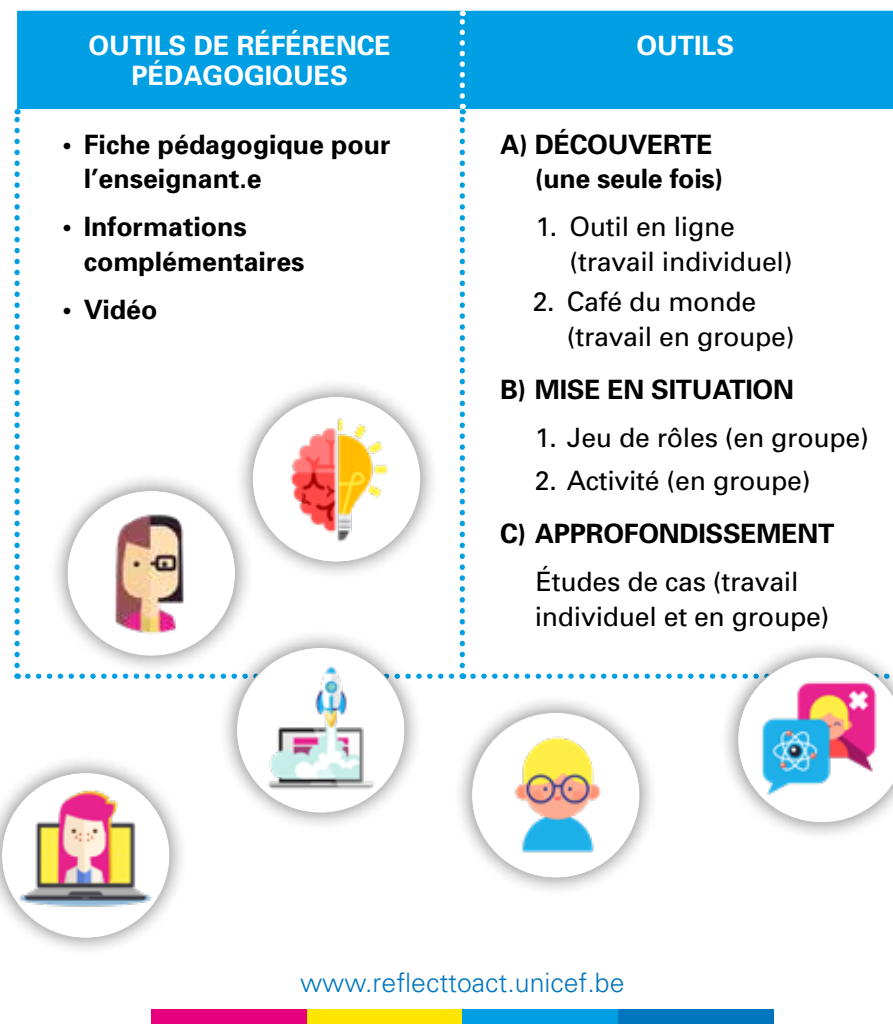 OUTILS DE RÉFÉRENCE
PÉDAGOGIQUES
• Fiche pédagogique pour
l'enseignant.e
• Informations
complémentaires
• Vidéo
OUTILS
A) DÉCOUVERTE
(une seule fois)
1. Outil en ligne
(travail individuel)
2. Café du monde
(travail en groupe)
B) MISE EN SITUATION
1. Jeu de rôles (en groupe)
2. Activité (en groupe)
C) APPROFONDISSEMENT
Études de cas (travail
individuel et en groupe)
www.reflecttoact.unicef.be